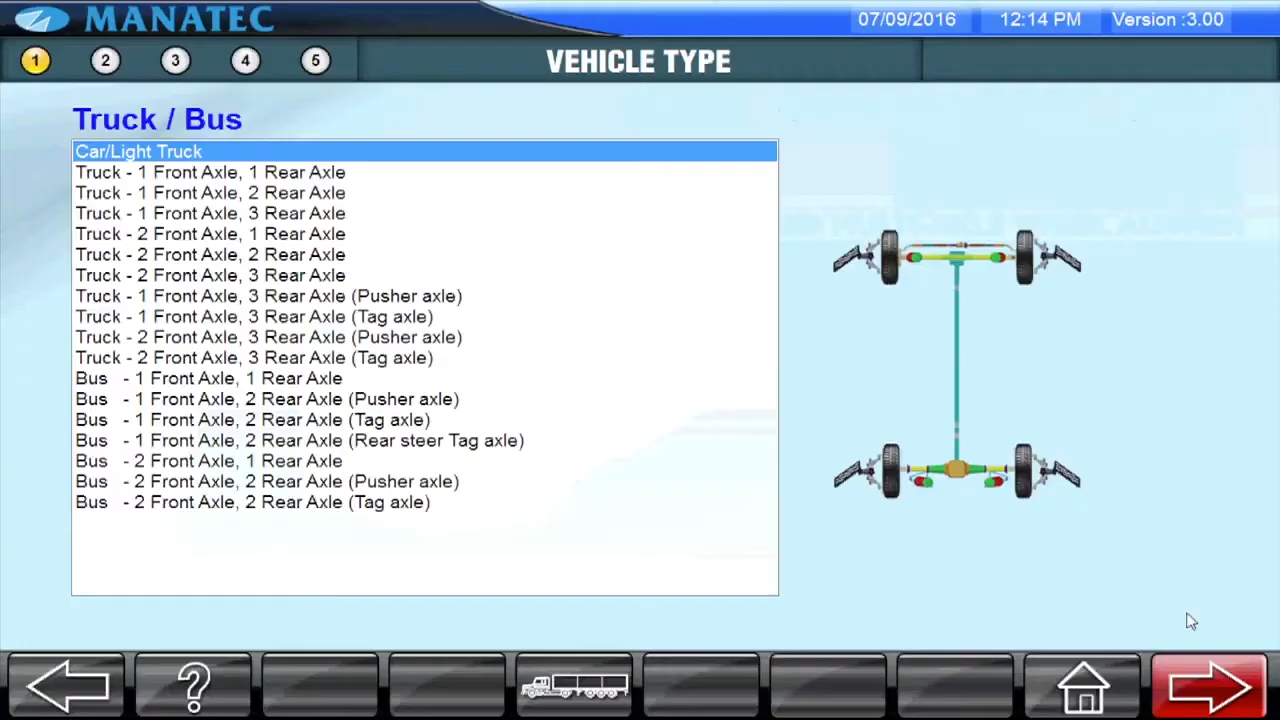 MANATEC
07/09/2016 12:14 PM Version :3.00
1 2 3 4 5 VEHICLE TYPE
Truck / Bus
Car/Light Truck
Truck - 1 Front Axle, 1 Rear Axle
Truck - 1 Front Axle, 2 Rear Axle
Truck - 1 Front Axle, 3 Rear Axle
Truck - 2 Front Axle, 1 Rear Axle
Truck - 2 Front Axle, 2 Rear Axle
Truck - 2 Front Axle, 3 Rear Axle
Truck - 1 Front Axle, 3 Rear Axle (Pusher axle)
Truck - 1 Front Axle, 3 Rear Axle (Tag axle)
Truck - 2 Front Axle, 3 Rear Axle (Pusher axle)
Truck - 2 Front Axle, 3 Rear Axle (Tag axle)
Bus - 1 Front Axle, 1 Rear Axle
Bus - 1 Front Axle, 2 Rear Axle (Pusher axle)
Bus - 1 Front Axle, 2 Rear Axle (Tag axle)
Bus - 1 Front Axle, 2 Rear Axle (Rear steer Tag axle)
Bus - 2 Front Axle, 1 Rear Axle
Bus - 2 Front Axle, 2 Rear Axle (Pusher axle)
Bus - 2 Front Axle, 2 Rear Axle (Tag axle)
?